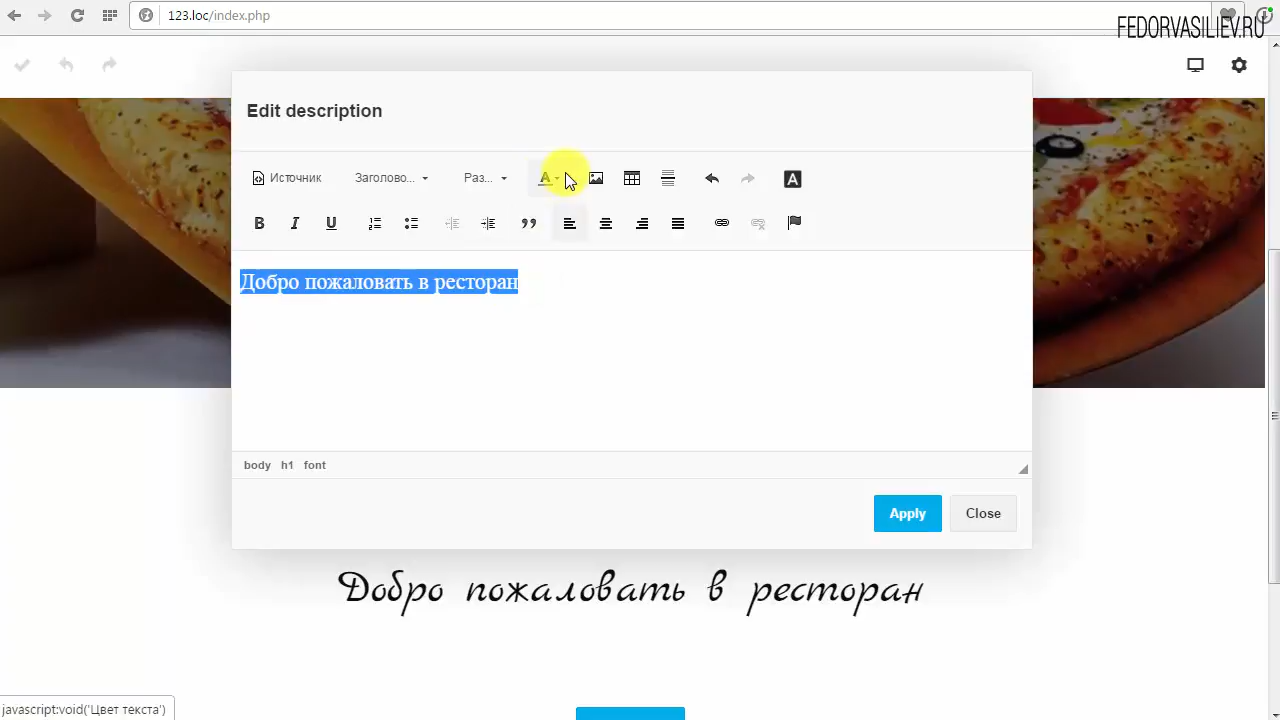 123.loc/index.php
FEDORVASILIEV.RU
Edit description
Источник
Заголово...
Раз...
A
A
B I U
Добро пожаловать в ресторан
body h1 font
Apply
Close
Добро пожаловать в ресторан
javascript:void('Цвет текста')